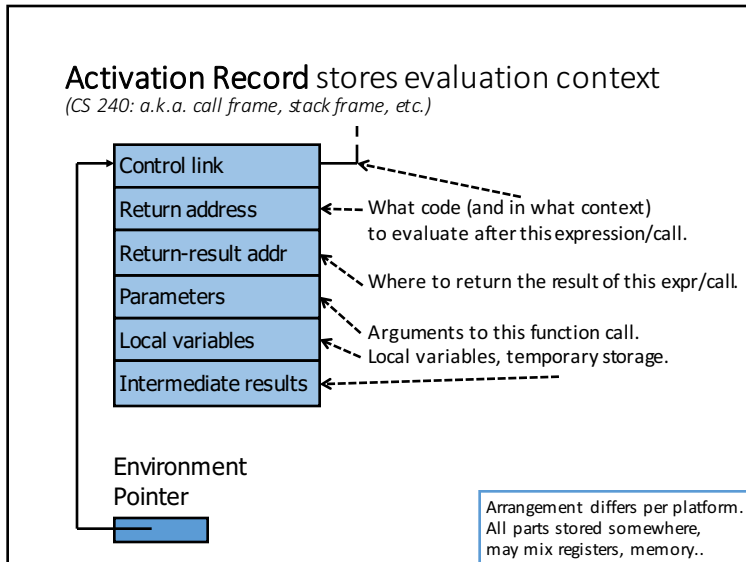 Activation Record stores evaluation context
(CS 240: a.k.a. call frame, stack frame, etc.)
Control link
Return address
Return-result addr
Parameters
Local variables
Intermediate results
What code (and in what context)
to evaluate after this expression/call.
Where to return the result of this expr/call.
Arguments to this function call.
Local variables, temporary storage.
Environment
Pointer
Arrangement differs per platform.
All parts stored somewhere,
may mix registers, memory..